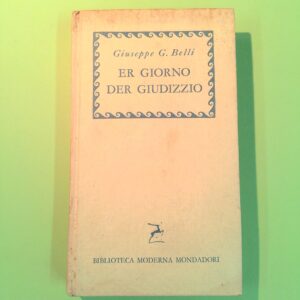 Giuseppe G. Belli
ER GIORNO
DER GIUDIZZIO
BIBLIOTECA MODERNA MONDADORI